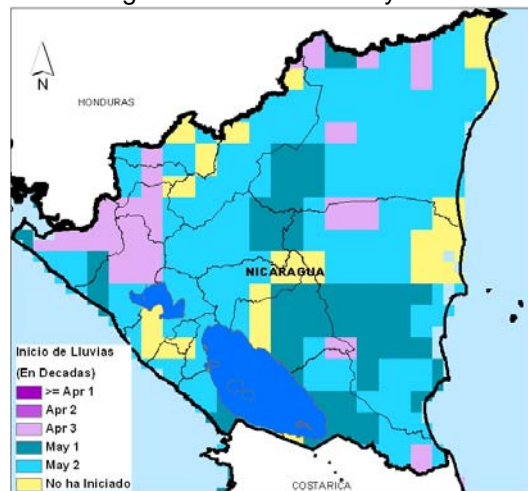 N
HONDURAS
NICARAGUA
Inicio de Lluvias
(En Decadas)
>= Apr 1
Apr 2
Apr 3
May 1
May 2
No ha Iniciado
COSTARICA